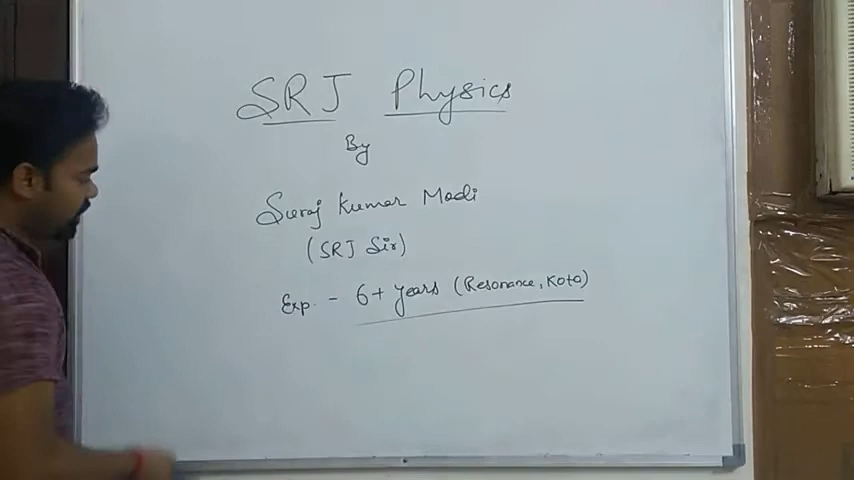 SRJ Physics
By
Suraj Kumar Modi
(SRJ Sir)
Exp. - 6+ years (Resonance, Kota)